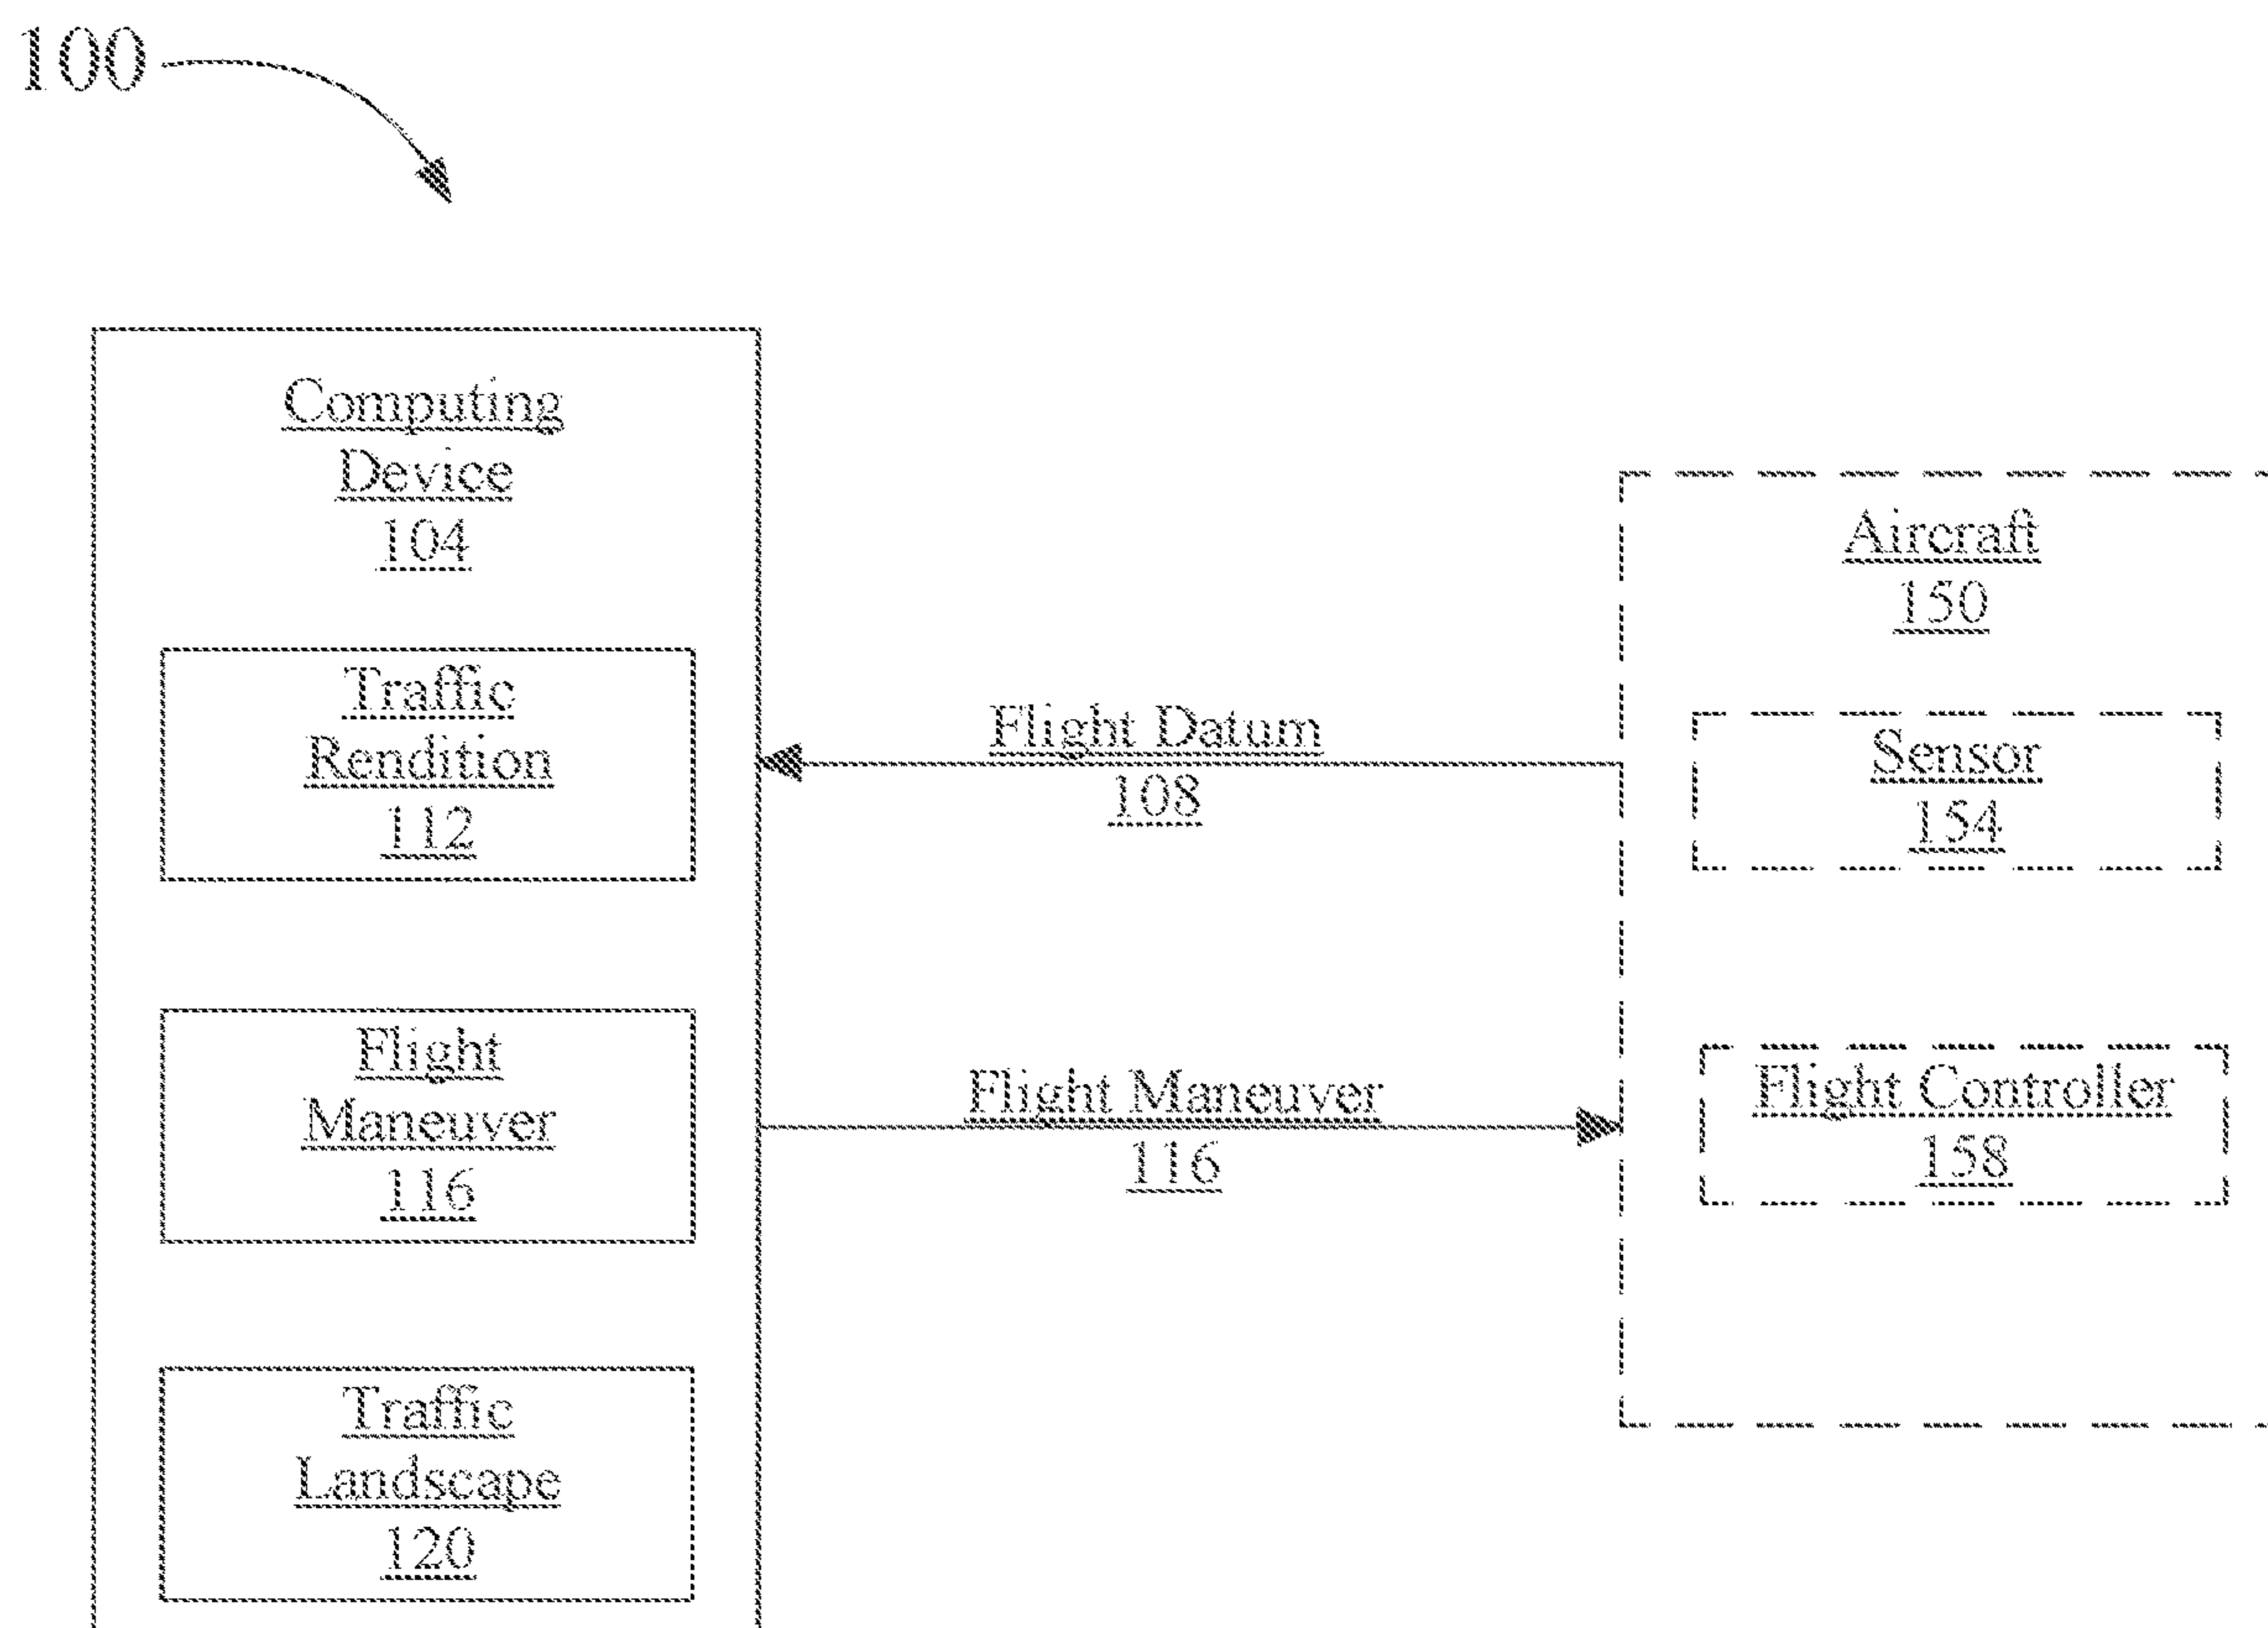 100
Computing
Device
104
Traffic
Rendition
112
Flight
Maneuver
116
Traffic
Landscape
120
Flight Datum
108
Flight Maneuver
116
Aircraft
150
Sensor
154
Flight Controller
158